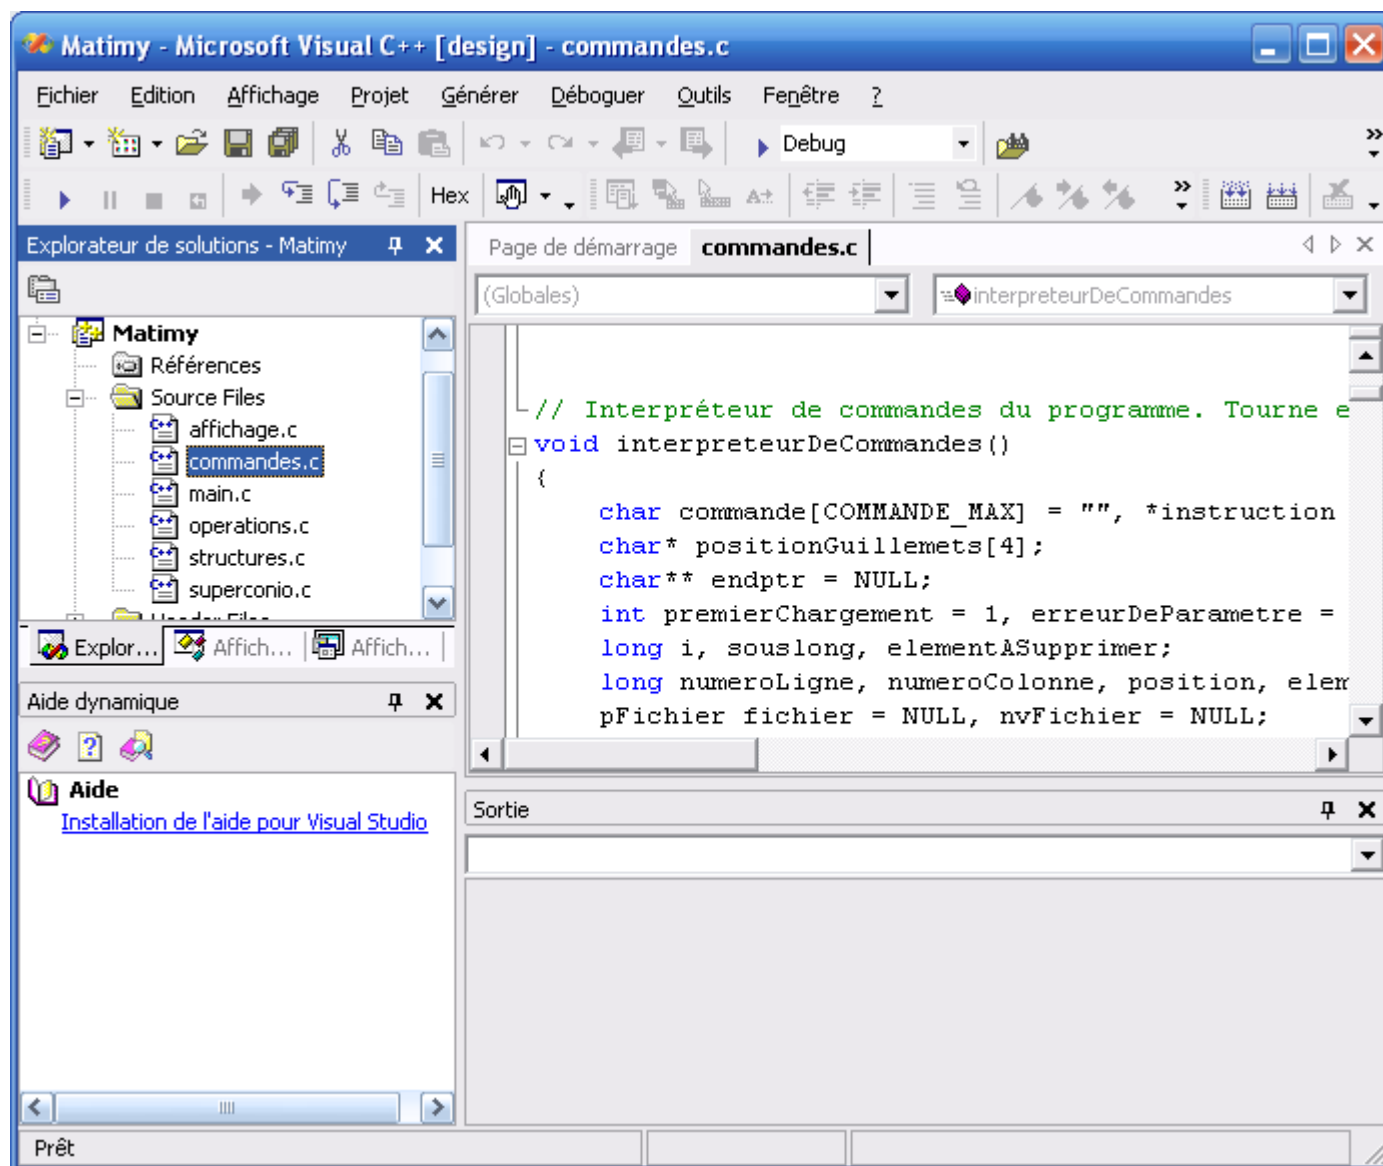 Matimy - Microsoft Visual C++ [design] - commandes.c
Fichier Edition Affichage Projet Générer Déboguer Outils Fenêtre ?
Debug
Hex
Explorateur de solutions - Matimy
Matimy
Références
Source Files
affichage.c
commandes.c
main.c
operations.c
structures.c
superconio.c
Header Files
Explor... Affich... Affich...
Aide dynamique
Aide
Installation de l'aide pour Visual Studio
Page de démarrage commandes.c
(Globales) interpreteurDeCommandes
// Interpréteur de commandes du programme. Tourne e
void interpreteurDeCommandes()
{
char commande[COMMANDE_MAX] = "", *instruction
char* positionGuillemets[4];
char** endptr = NULL;
int premierChargement = 1, erreurDeParametre =
long i, souslong, elementASupprimer;
long numeroLigne, numeroColonne, position, elem
pFichier fichier = NULL, nvFichier = NULL;
Sortie
Prêt